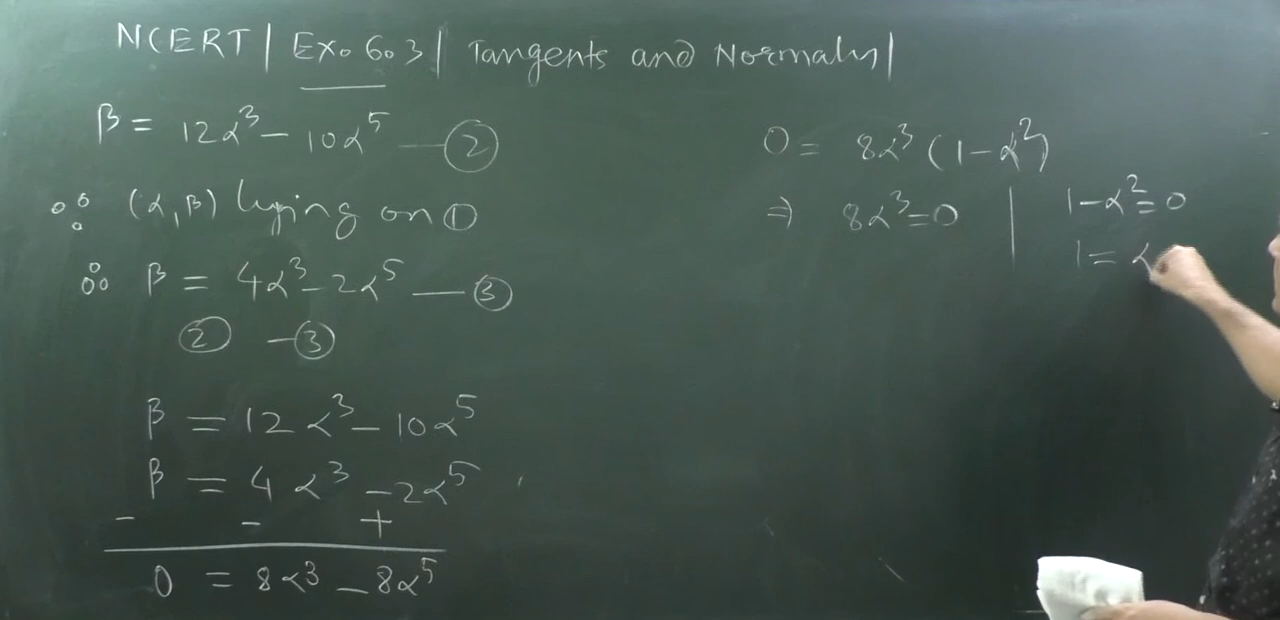 NCERT | Ex. 6.3 | Tangents and Normals |
β = 12α³ − 10α⁵ — ②
∵ (α, β) lying on ①
∴ β = 4α³ − 2α⁵ — ③
② − ③
β = 12α³ − 10α⁵
β = 4α³ − 2α⁵
− − +
0 = 8α³ − 8α⁵
0 = 8α³ (1 − α²)
⇒ 8α³ = 0 | 1 − α² = 0
1 = α